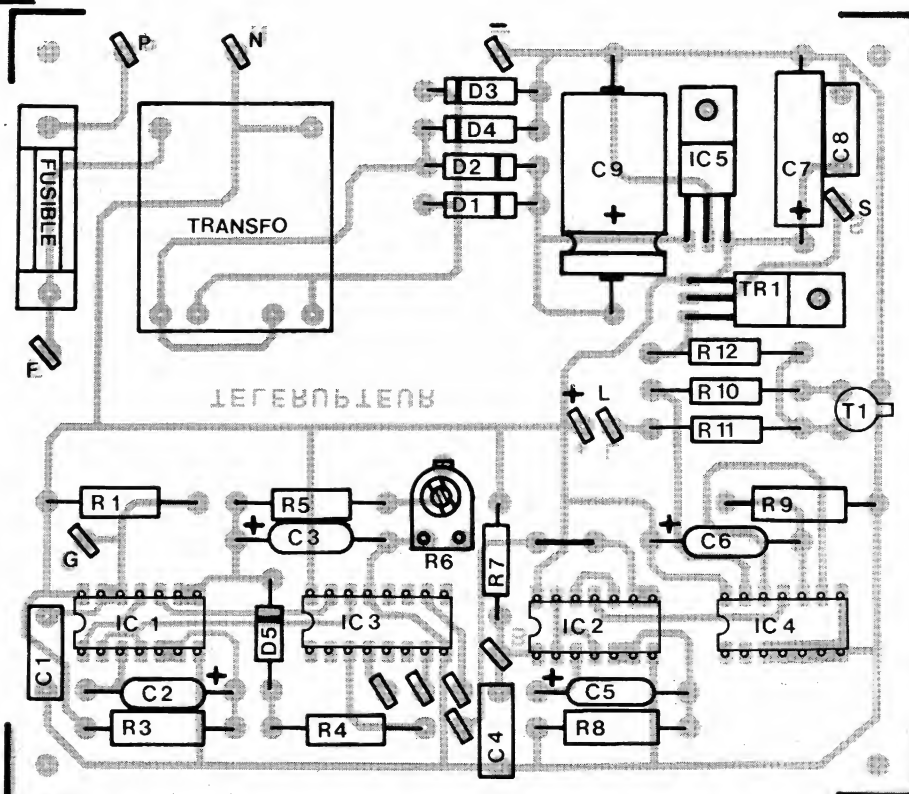 P
N
-
D3
D4
D2
D1
FUSIBLE
TRANSFO
C9
+
IC5
C7
+
C8
S
TR1
F
R12
R10
R11
T1
TELERUPTEUR
+
L
R1
R5
+
C3
R6
R7
+
C6
R9
G
IC1
D5
IC3
IC2
IC4
C1
C2
+
R3
R4
C4
+
C5
R8